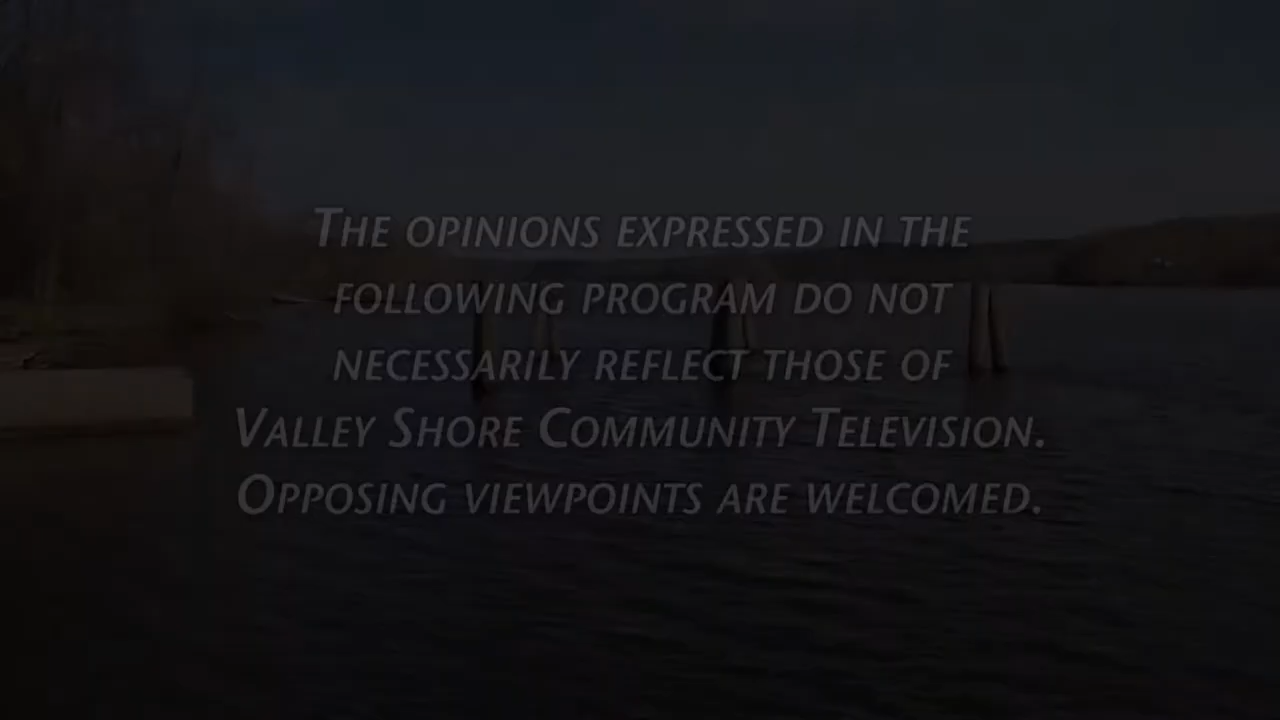 The opinions expressed in the
following program do not
necessarily reflect those of
Valley Shore Community Television.
Opposing viewpoints are welcomed.